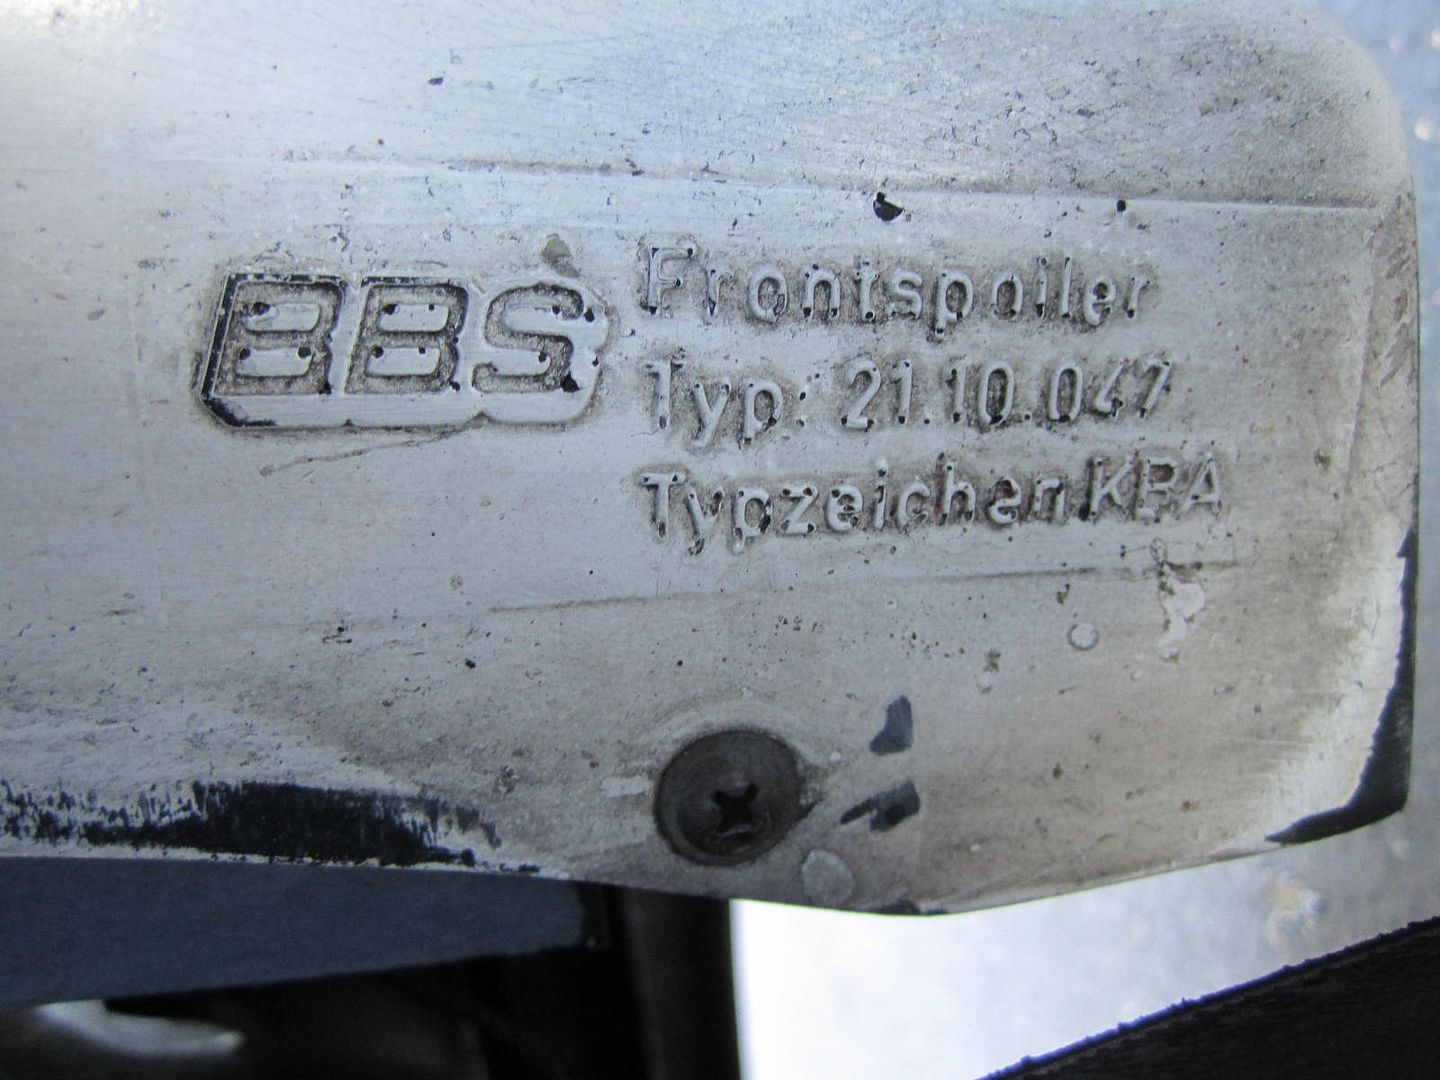 BBS
Frontspoiler
Typ: 21.10.047
Typzeichen KBA